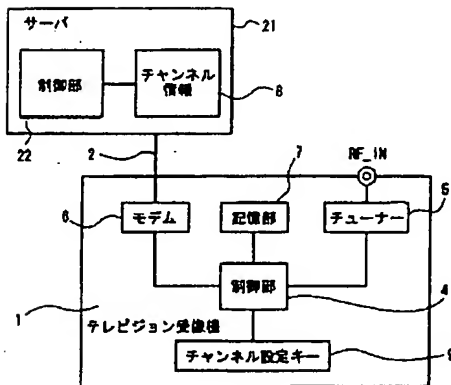 サーバ
21
制御部
チャンネル
情報
8
22
2
7
RF_IN
5
6
モデム
記憶部
チューナー
制御部
4
1
テレビジョン受像機
チャンネル設定キー
9